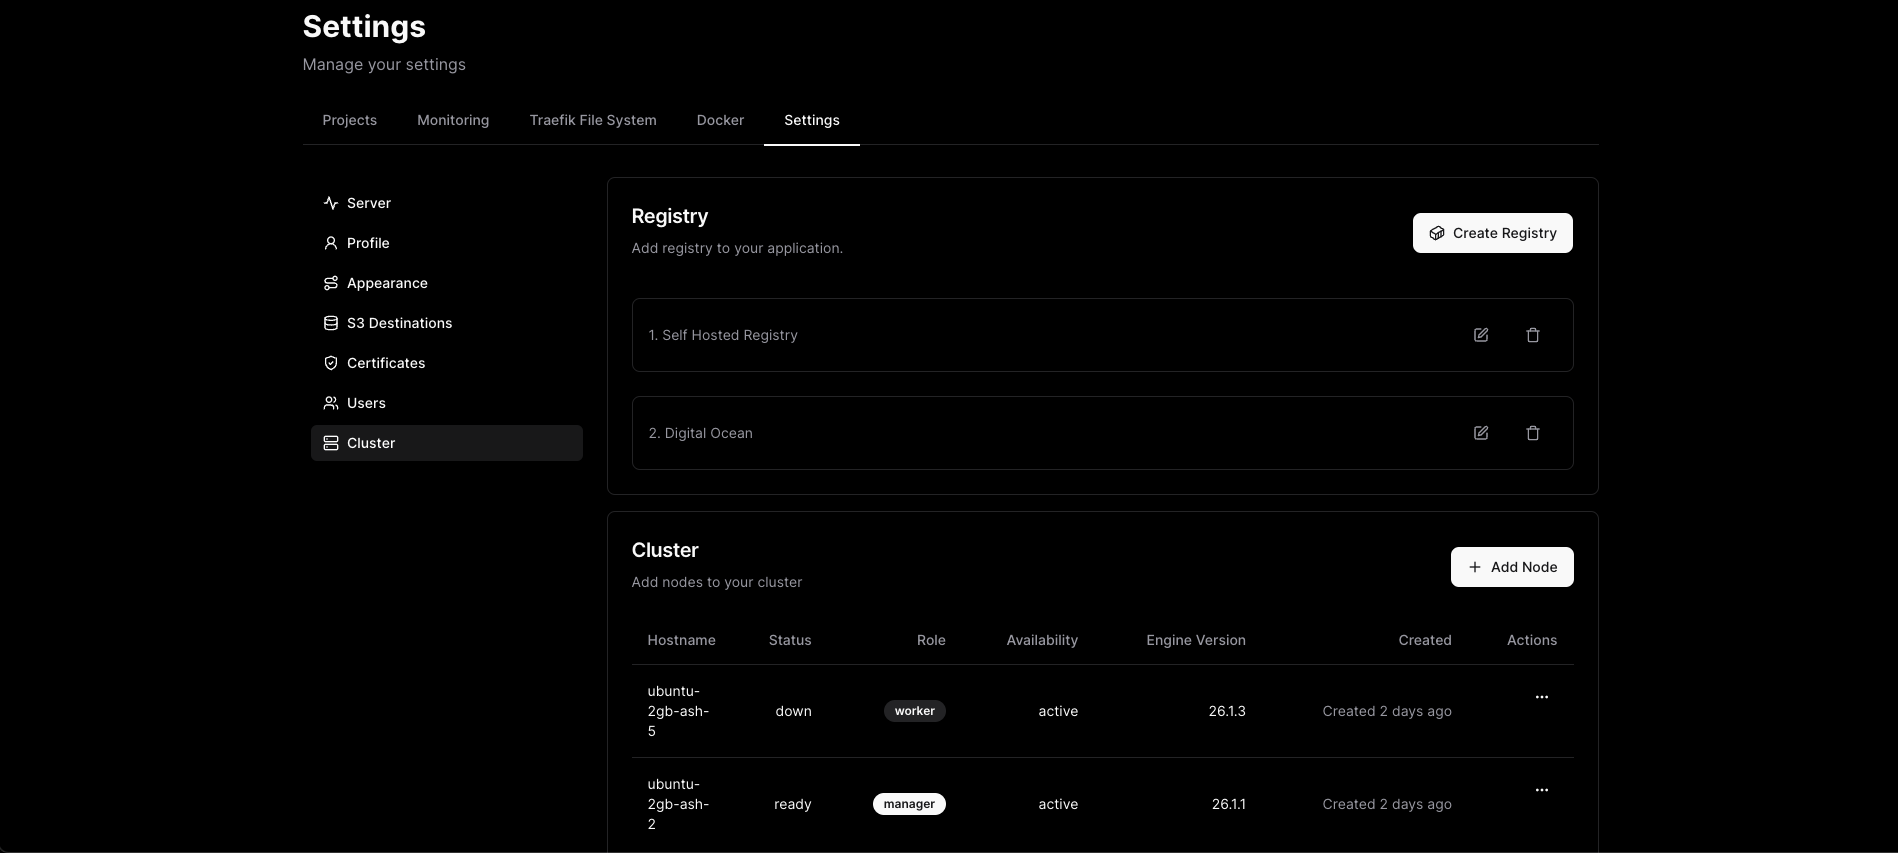 Settings
Manage your settings
Projects Monitoring Traefik File System Docker Settings
Server
Profile
Appearance
S3 Destinations
Certificates
Users
Cluster
Registry
Add registry to your application.
Create Registry
1. Self Hosted Registry
2. Digital Ocean
Cluster
Add nodes to your cluster
Add Node
Hostname Status Role Availability Engine Version Created Actions
ubuntu-
2gb-ash-
5
down worker active 26.1.3 Created 2 days ago
ubuntu-
2gb-ash-
2
ready manager active 26.1.1 Created 2 days ago